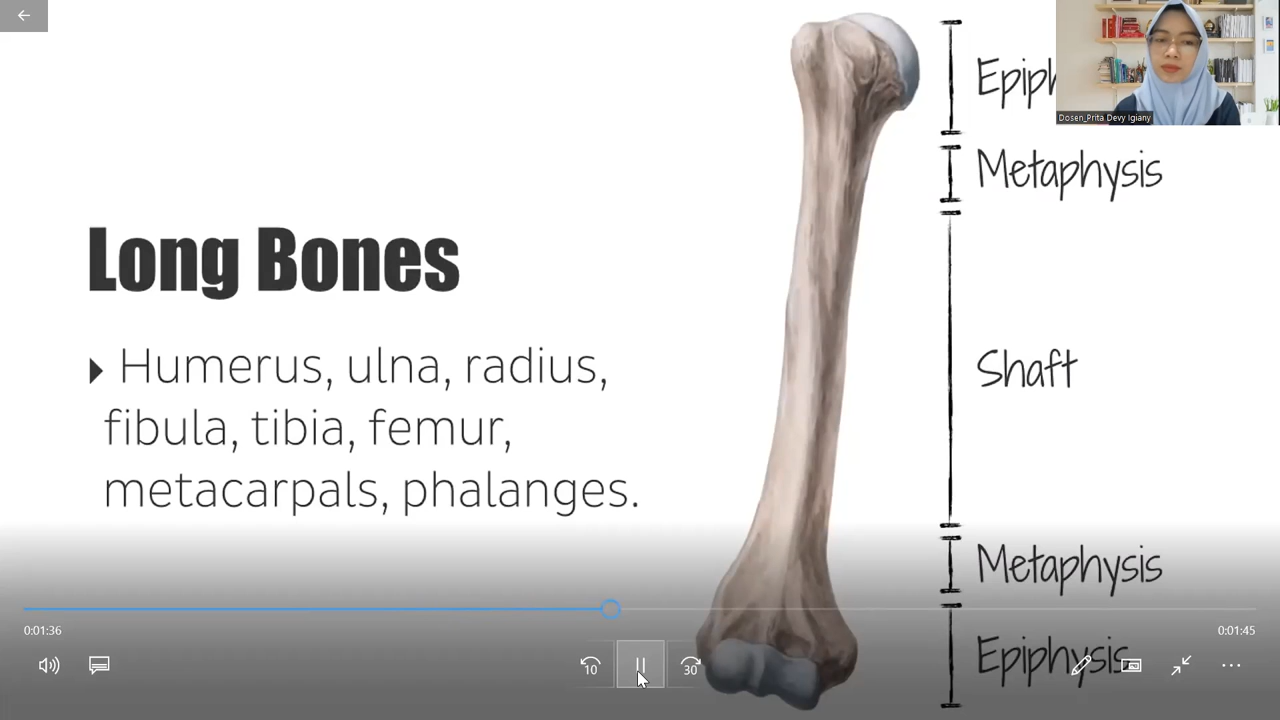 Epiph
Dosen_Prita Devy Igiany
Metaphysis
Long Bones
Humerus, ulna, radius,
fibula, tibia, femur,
metacarpals, phalanges.
Shaft
Metaphysis
Epiphysis
0:01:36
0:01:45
10
30